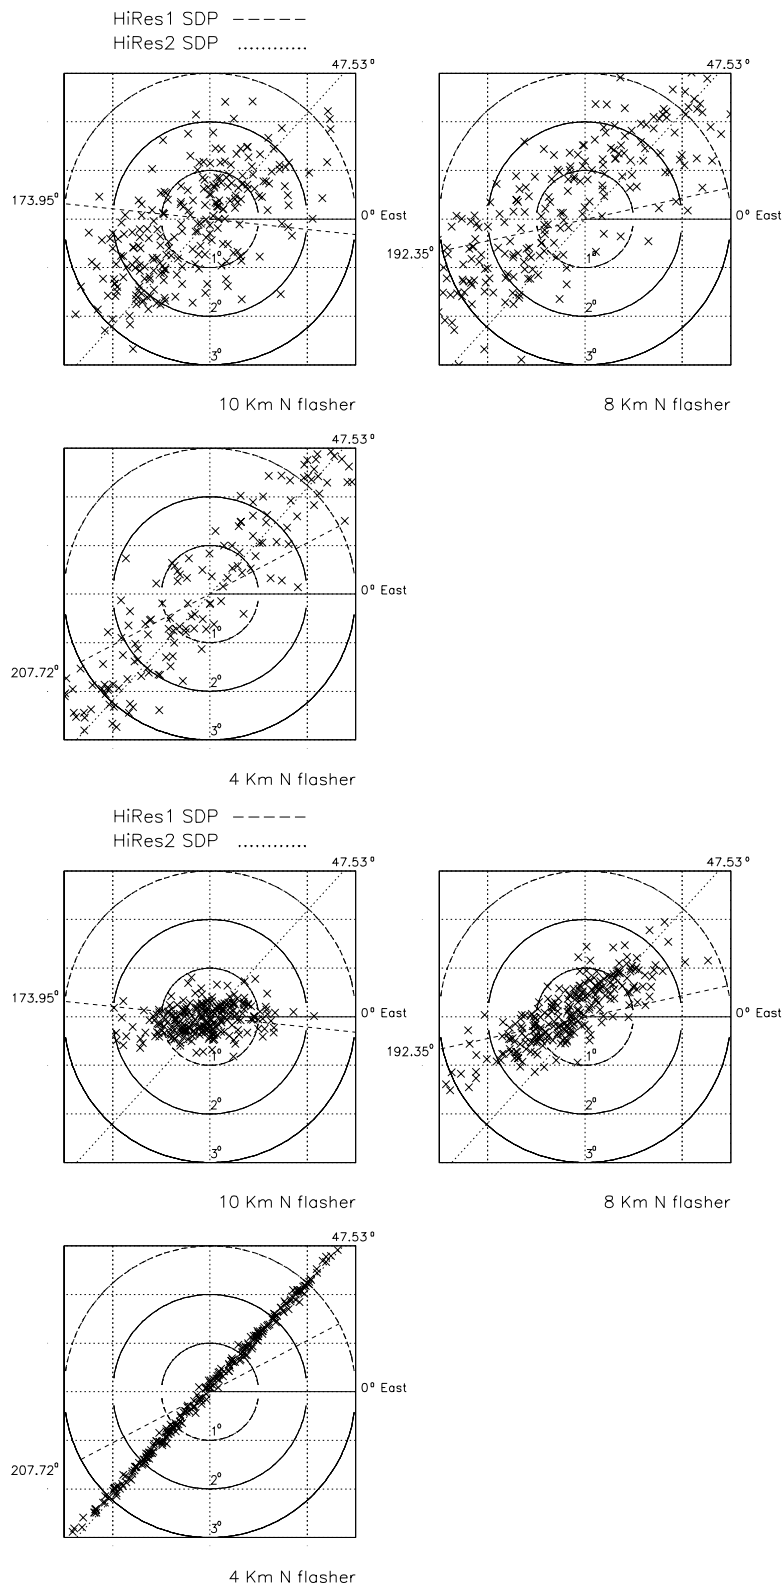 HiRes1 SDP
HiRes2 SDP
47.53°
173.95°
0° East
1°
2°
3°
10 Km N flasher
47.53°
0° East
192.35°
1°
2°
3°
8 Km N flasher
47.53°
0° East
207.72°
1°
2°
3°
4 Km N flasher
HiRes1 SDP
HiRes2 SDP
47.53°
173.95°
0° East
1°
2°
3°
10 Km N flasher
47.53°
0° East
192.35°
1°
2°
3°
8 Km N flasher
47.53°
0° East
207.72°
1°
2°
3°
4 Km N flasher